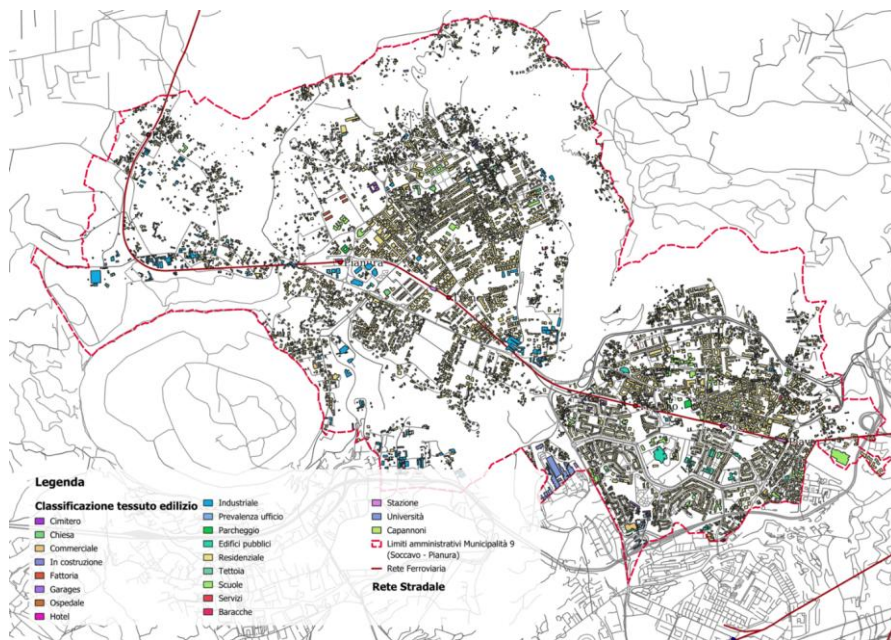 Pianura
Legenda
Classificazione tessuto edilizio
Cimitero
Chiesa
Commerciale
In costruzione
Fattoria
Garages
Ospedale
Hotel
Industriale
Prevalenza ufficio
Parcheggio
Edifici pubblici
Residenziale
Tettoia
Scuole
Servizi
Baracche
Stazione
Università
Capannoni
Limiti amministrativi Municipalità 9
(Soccavo - Pianura)
Rete Ferroviaria
Rete Stradale